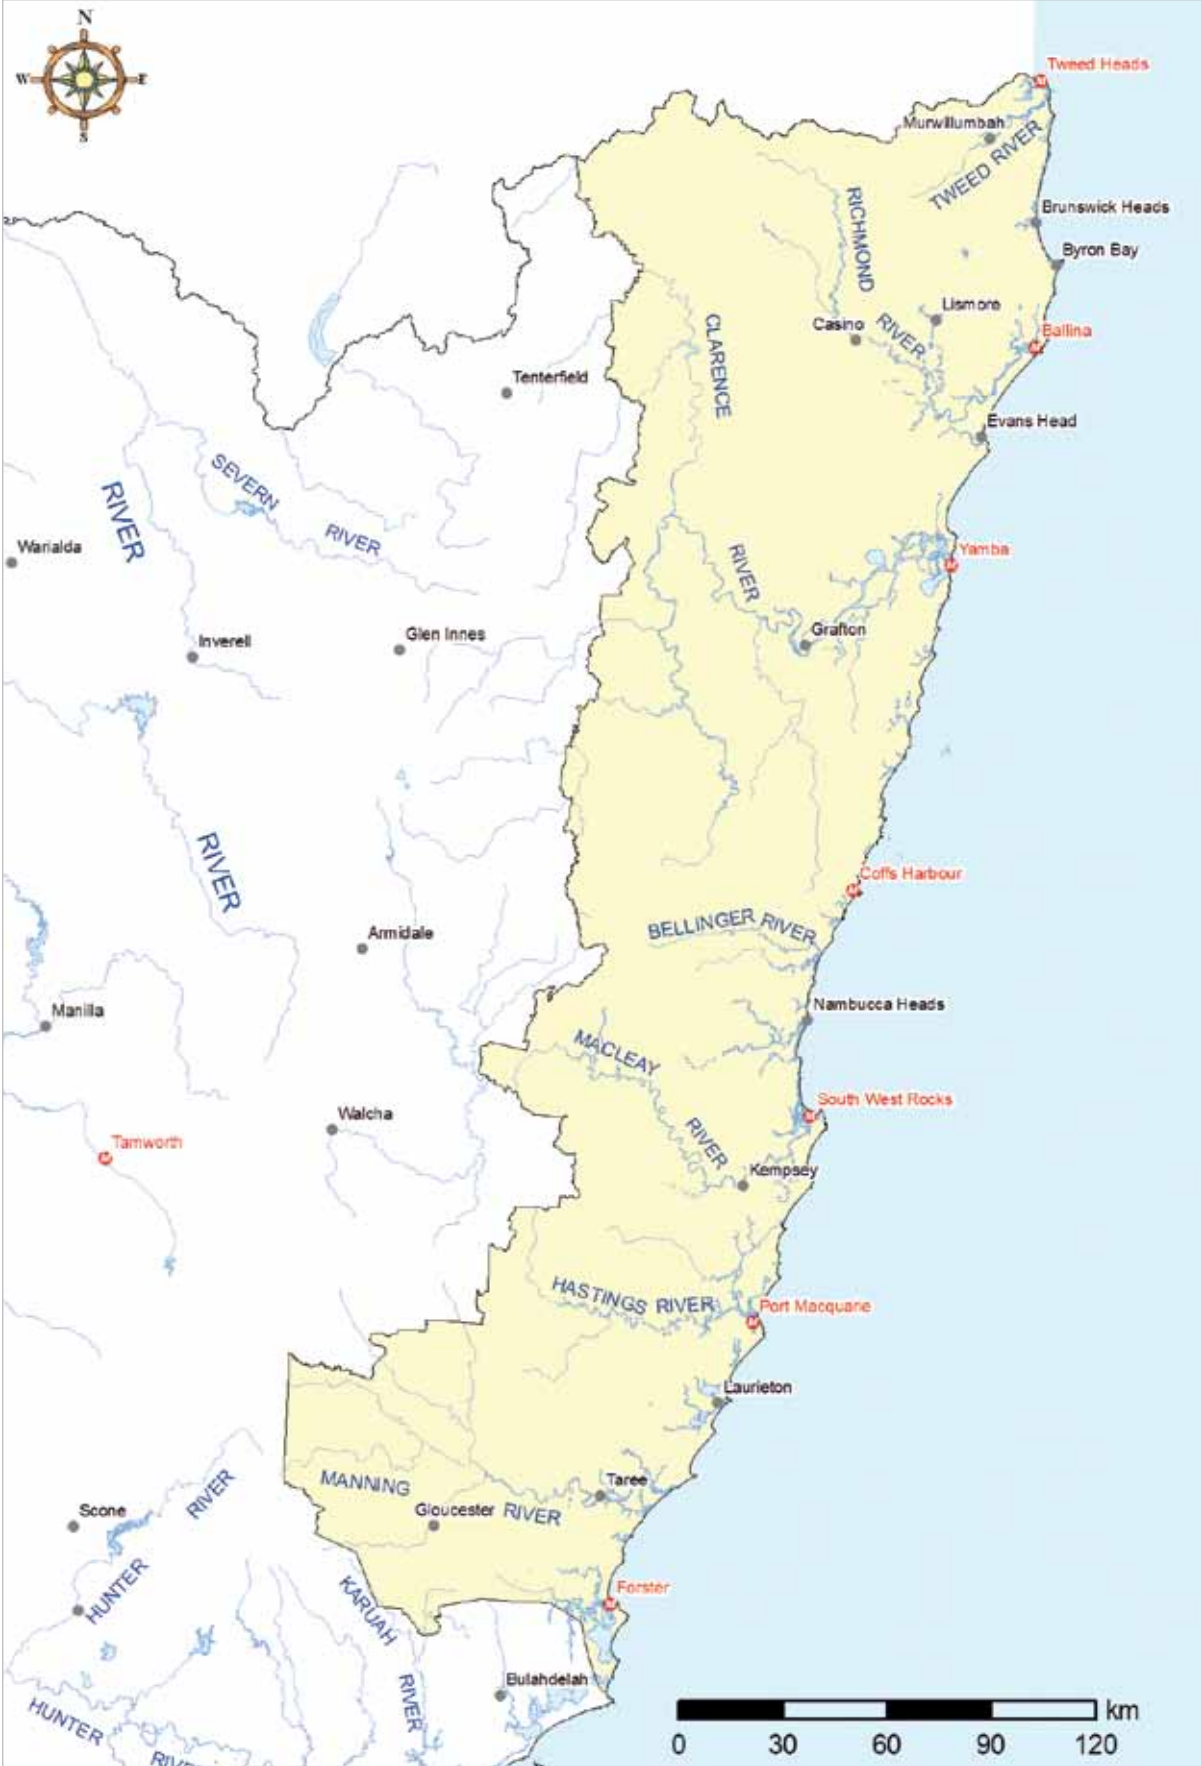 N
W E
S
Tweed Heads
Murwillumbah
TWEED RIVER
Brunswick Heads
Byron Bay
RICHMOND
RIVER
Lismore
Casino
Ballina
CLARENCE
RIVER
Tenterfield
Evans Head
SEVERN
RIVER
RIVER
Warialda
Yamba
Inverell
Glen Innes
Grafton
RIVER
Coffs Harbour
BELLINGER RIVER
Armidale
Manilla
Nambucca Heads
MACLEAY
RIVER
South West Rocks
Walcha
Tamworth
Kempsey
HASTINGS RIVER
Port Macquarie
Laurieton
MANNING
RIVER
Taree
Gloucester
Scone
HUNTER
RIVER
KARUAH
RIVER
Forster
Bulahdelah
HUNTER
km
0 30 60 90 120